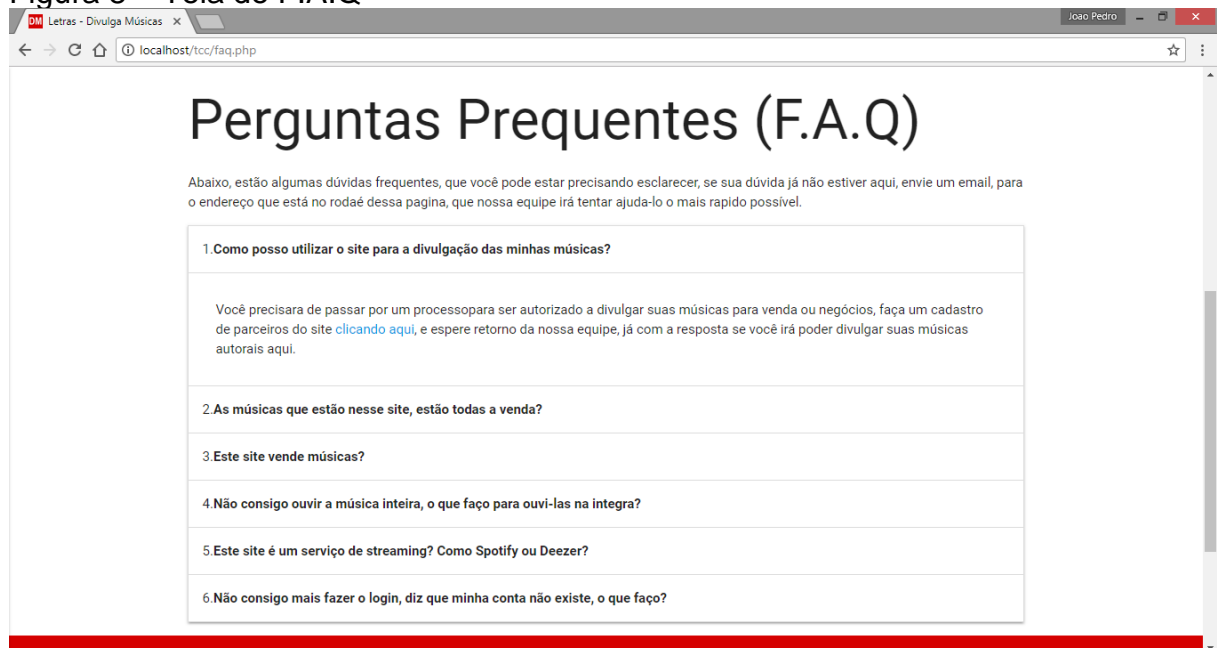 DM Letras - Divulga Músicas
Joao Pedro
localhost/tcc/faq.php
Perguntas Prequentes (F.A.Q)
Abaixo, estão algumas dúvidas frequentes, que você pode estar precisando esclarecer, se sua dúvida já não estiver aqui, envie um email, para
o endereço que está no rodaé dessa pagina, que nossa equipe irá tentar ajuda-lo o mais rapido possível.
1.Como posso utilizar o site para a divulgação das minhas músicas?
Você precisara de passar por um processopara ser autorizado a divulgar suas músicas para venda ou negócios, faça um cadastro
de parceiros do site clicando aqui, e espere retorno da nossa equipe, já com a resposta se você irá poder divulgar suas músicas
autorais aqui.
2.As músicas que estão nesse site, estão todas a venda?
3.Este site vende músicas?
4.Não consigo ouvir a música inteira, o que faço para ouvi-las na integra?
5.Este site é um serviço de streaming? Como Spotify ou Deezer?
6.Não consigo mais fazer o login, diz que minha conta não existe, o que faço?